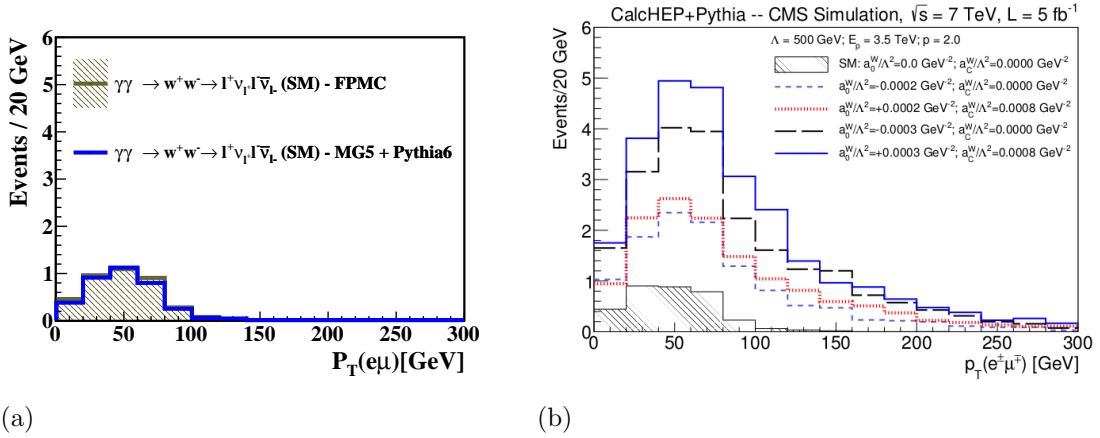 Events / 20 GeV
6
5
4
3
2
1
0
γγ → w⁺w⁻→ l⁺ν_l⁺ l⁻ν̄_l⁻ (SM) - FPMC
γγ → w⁺w⁻→ l⁺ν_l⁺ l⁻ν̄_l⁻ (SM) - MG5 + Pythia6
0 50 100 150 200 250 300
P_T(eμ)[GeV]
(a)
CalcHEP+Pythia -- CMS Simulation, √s = 7 TeV, L = 5 fb⁻¹
Events/20 GeV
6
5
4
3
2
1
0
Λ = 500 GeV; E_p = 3.5 TeV; p = 2.0
SM: a₀^W/Λ²=0.0 GeV⁻²; a_C^W/Λ²=0.0000 GeV⁻²
a₀^W/Λ²=-0.0002 GeV⁻²; a_C^W/Λ²=0.0000 GeV⁻²
a₀^W/Λ²=+0.0002 GeV⁻²; a_C^W/Λ²=0.0008 GeV⁻²
a₀^W/Λ²=-0.0003 GeV⁻²; a_C^W/Λ²=0.0000 GeV⁻²
a₀^W/Λ²=+0.0003 GeV⁻²; a_C^W/Λ²=0.0008 GeV⁻²
0 50 100 150 200 250 300
p_T(e^±μ^∓) [GeV]
(b)